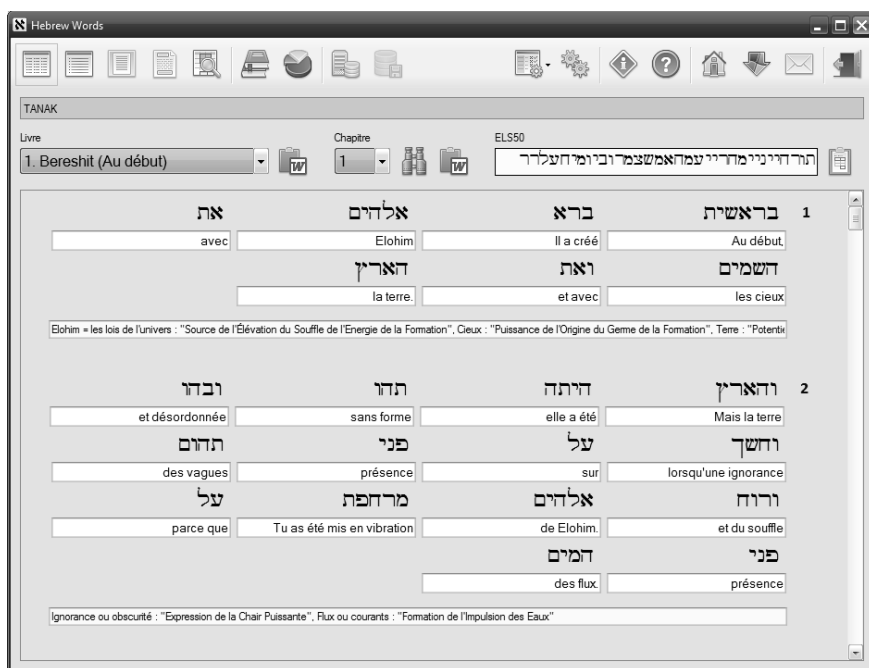 Hebrew Words
TANAK
Livre Chapitre ELS50
1. Bereshit (Au début) 1
1 בראשית ברא אלהים את
Au début, Il a créé Elohim avec
השמים ואת הארץ
les cieux et avec la terre.
Elohim = les lois de l'univers : "Source de l'Élévation du Souffle de l'Energie de la Formation", Cieux : "Puissance de l'Origine du Germe de la Formation", Terre :
2 והארץ היתה תהו ובהו
Mais la terre elle a été sans forme et désordonnée
וחשך על פני תהום
lorsqu'une ignorance sur présence des vagues
ורוח אלהים מרחפת על
et du souffle de Elohim. Tu as été mis en vibration parce que
פני המים
présence des flux.
Ignorance ou obscurité : "Expression de la Chair Puissante", Flux ou courants : "Formation de l'Impulsion des Eaux"